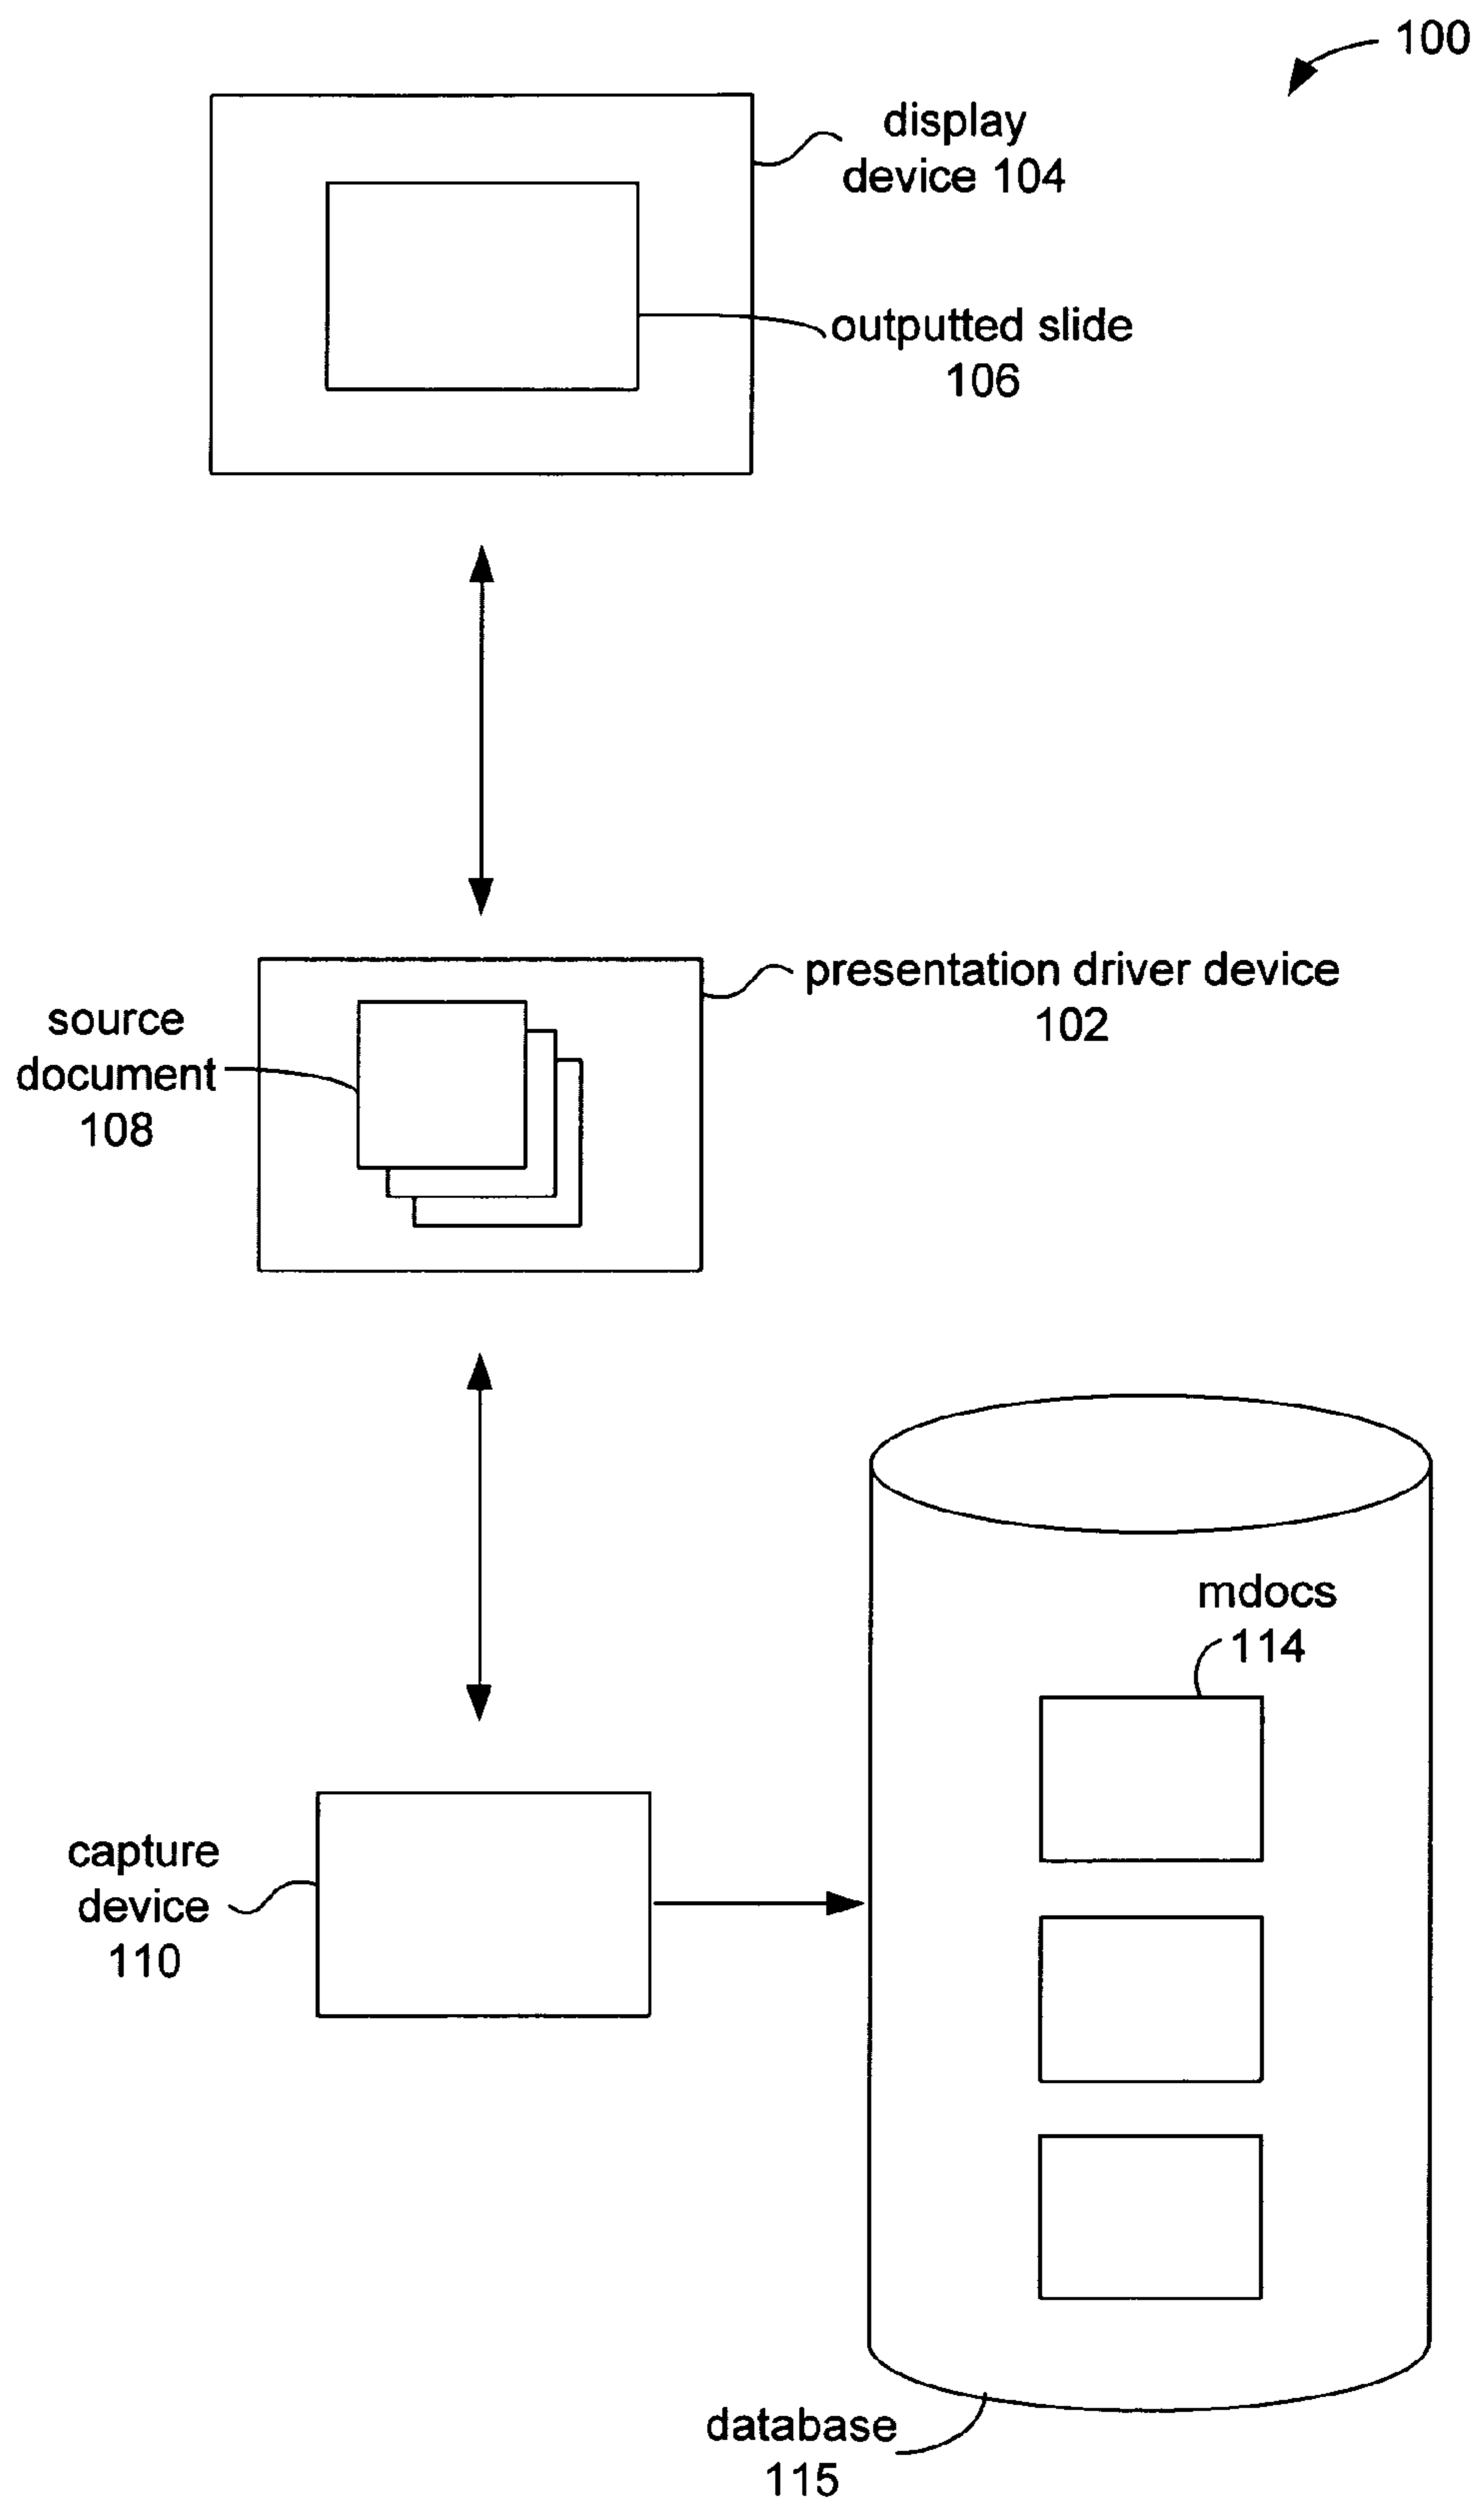 100
display
device 104
outputted slide
106
presentation driver device
102
source
document
108
mdocs
114
capture
device
110
database
115